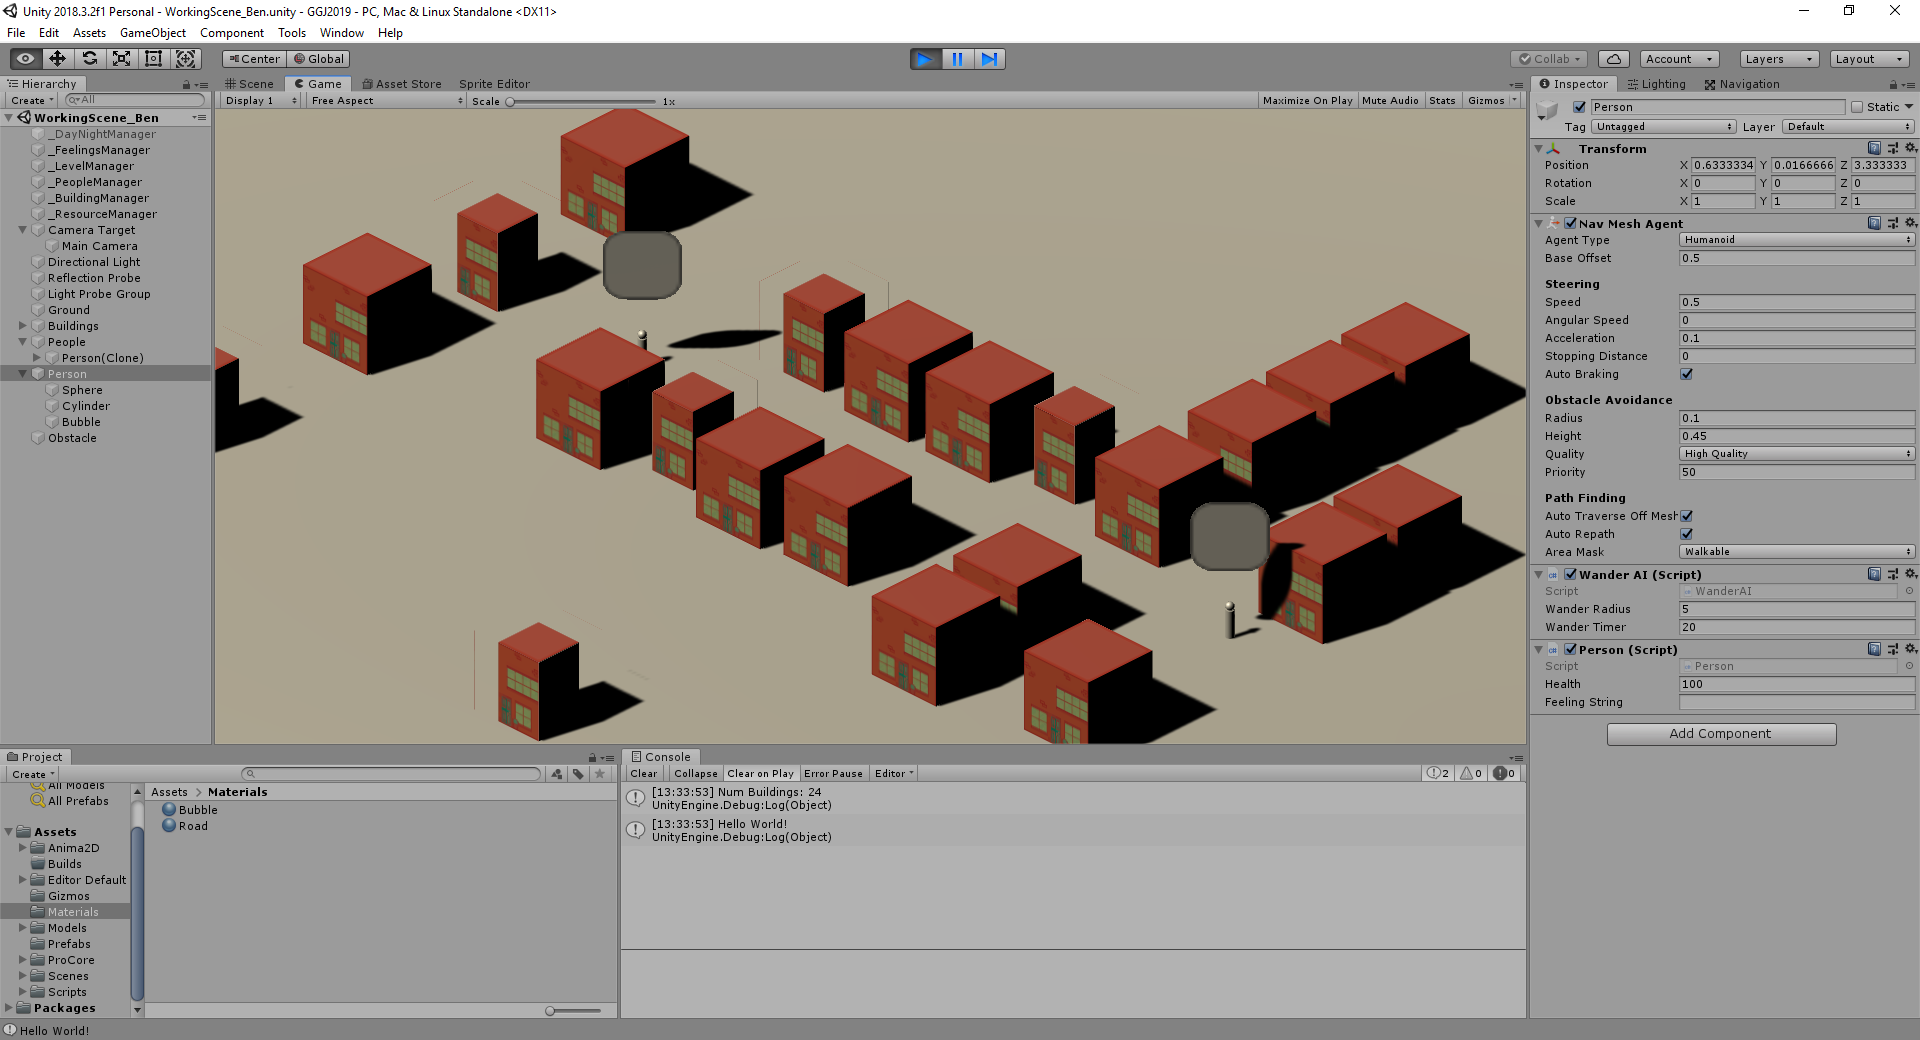 Unity 2018.3.2f1 Personal - WorkingScene_Ben.unity - GGJ2019 - PC, Mac & Linux Standalone <DX11>
File Edit Assets GameObject Component Tools Window Help
Center Global Collab Account Layers Layout
Hierarchy
Create All
WorkingScene_Ben
_DayNightManager
_FeelingsManager
_LevelManager
_PeopleManager
_BuildingManager
_ResourceManager
Camera Target
Main Camera
Directional Light
Reflection Probe
Light Probe Group
Ground
Buildings
People
Person(Clone)
Person
Sphere
Cylinder
Bubble
Obstacle
Scene Game Asset Store Sprite Editor
Display 1 Free Aspect Scale 1x Maximize On Play Mute Audio Stats Gizmos
Inspector Lighting Navigation
Person Static
Tag Untagged Layer Default
Transform
Position X 0.6333334 Y 0.0166666 Z 3.333333
Rotation X 0 Y 0 Z 0
Scale X 1 Y 1 Z 1
Nav Mesh Agent
Agent Type Humanoid
Base Offset 0.5
Steering
Speed 0.5
Angular Speed 0
Acceleration 0.1
Stopping Distance 0
Auto Braking
Obstacle Avoidance
Radius 0.1
Height 0.45
Quality High Quality
Priority 50
Path Finding
Auto Traverse Off Mesh
Auto Repath
Area Mask Walkable
Wander AI (Script)
Script WanderAI
Wander Radius 5
Wander Timer 20
Person (Script)
Script Person
Health 100
Feeling String
Add Component
Project
Create
All Models
All Prefabs
Assets
Anima2D
Builds
Editor Default
Gizmos
Materials
Models
Prefabs
ProCore
Scenes
Scripts
Packages
Assets > Materials
Bubble
Road
Console
Clear Collapse Clear on Play Error Pause Editor 2 0 0
[13:33:53] Num Buildings: 24
UnityEngine.Debug:Log(Object)
[13:33:53] Hello World!
UnityEngine.Debug:Log(Object)
Hello World!